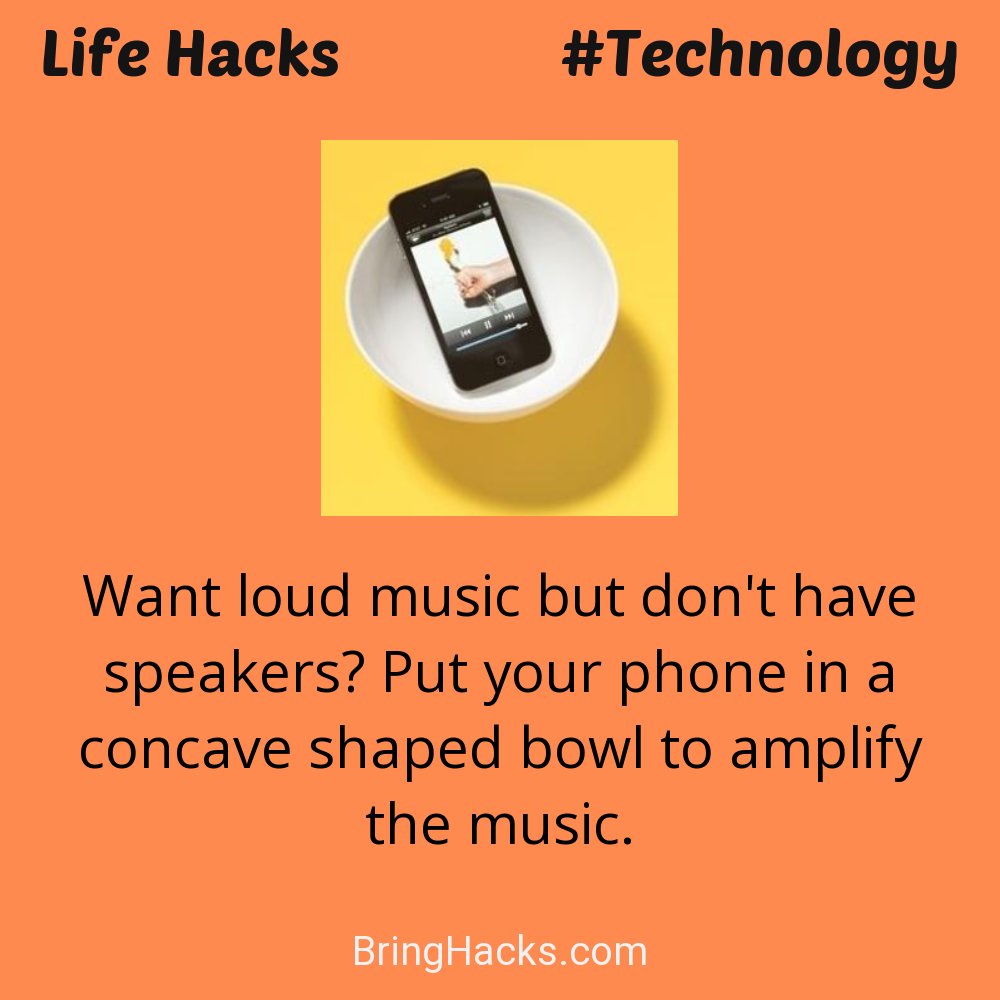 Life Hacks #Technology
Want loud music but don't have
speakers? Put your phone in a
concave shaped bowl to amplify
the music.
BringHacks.com